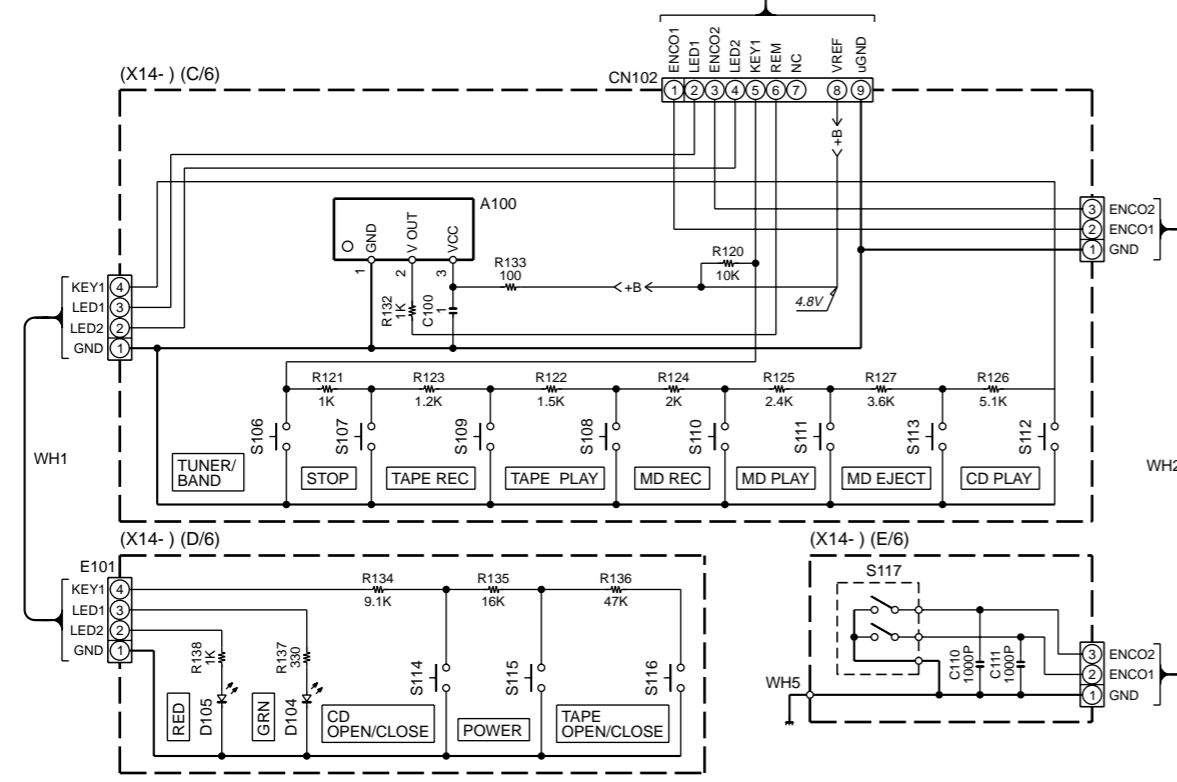 ENCO1
LED1
ENCO2
LED2
KEY1
REM
NC
VREF
uGND
(X14- ) (C/6)
CN102
1 2 3 4 5 6 7 8 9
+B
A100
GND
V OUT
VCC
1
2
3
R133
100
R120
10K
+B
4.8V
R132
1K
C100
1
3 ENCO2
2 ENCO1
1 GND
KEY1 4
LED1 3
LED2 2
GND 1
R121
1K
R123
1.2K
R122
1.5K
R124
2K
R125
2.4K
R127
3.6K
R126
5.1K
S106
S107
S109
S108
S110
S111
S113
S112
WH1
WH2
TUNER/
BAND
STOP
TAPE REC
TAPE PLAY
MD REC
MD PLAY
MD EJECT
CD PLAY
(X14- ) (D/6)
E101
KEY1 4
LED1 3
LED2 2
GND 1
R134
9.1K
R135
16K
R136
47K
R138
1K
R137
330
RED
D105
GRN
D104
S114
S115
S116
CD
OPEN/CLOSE
POWER
TAPE
OPEN/CLOSE
(X14- ) (E/6)
S117
C110
1000P
C111
1000P
WH5
3 ENCO2
2 ENCO1
1 GND